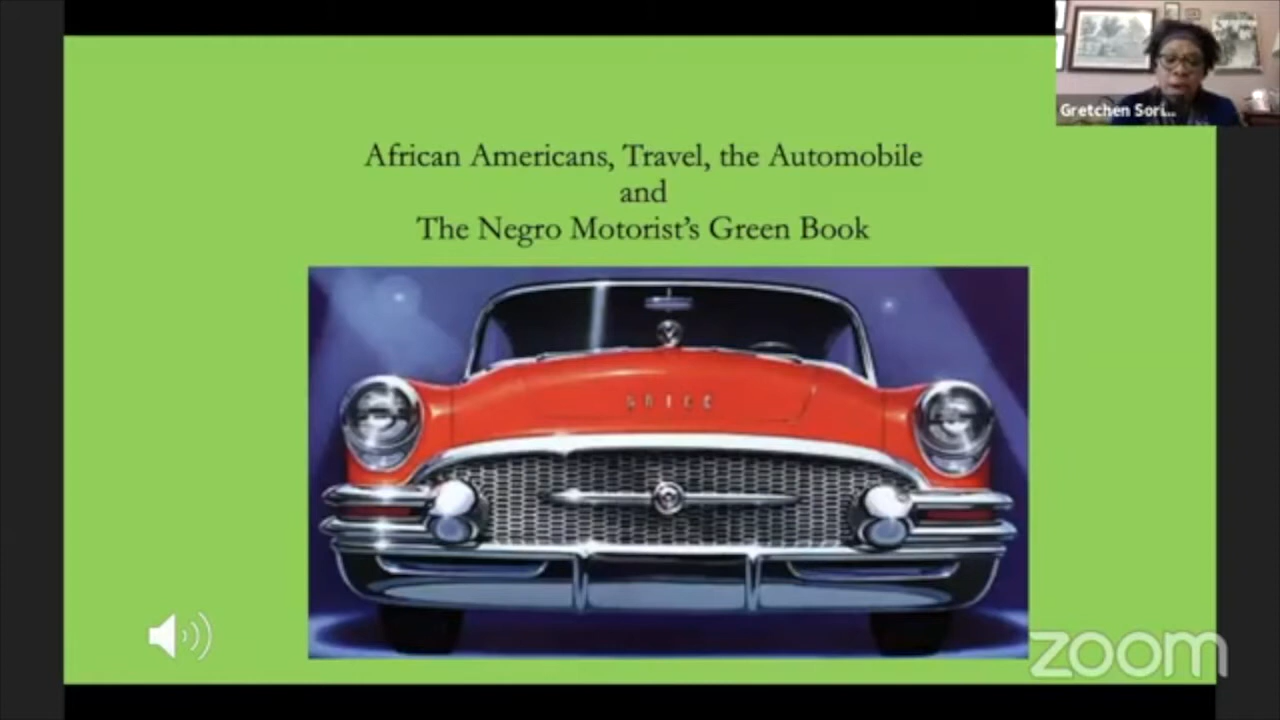 Gretchen Sori...
African Americans, Travel, the Automobile
and
The Negro Motorist's Green Book
BUICK
zoom